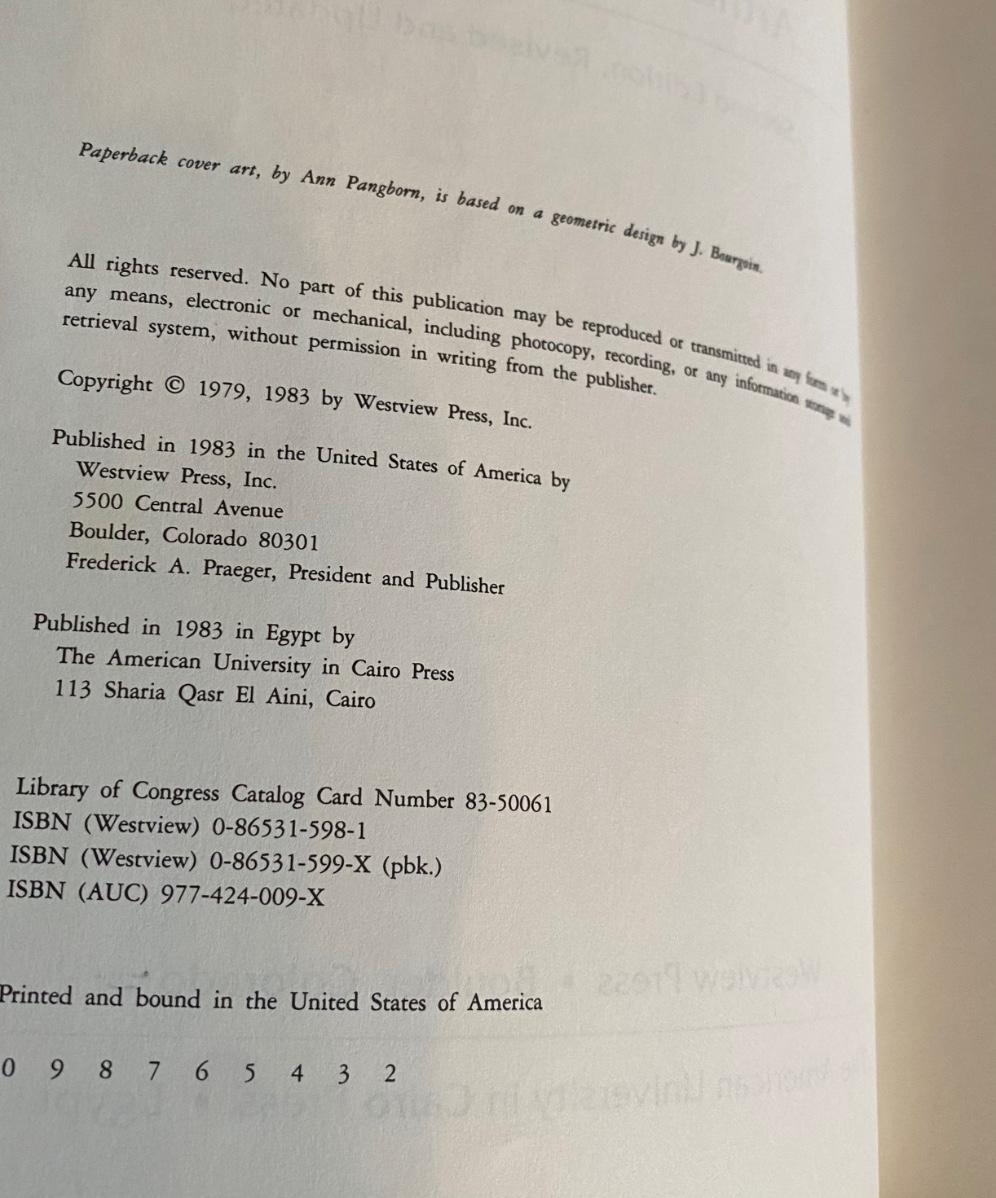 Paperback cover art, by Ann Pangborn, is based on a geometric design by J. Bourgoin.
All rights reserved. No part of this publication may be reproduced or transmitted in any form or by
any means, electronic or mechanical, including photocopy, recording, or any information storage and
retrieval system, without permission in writing from the publisher.
Copyright © 1979, 1983 by Westview Press, Inc.
Published in 1983 in the United States of America by
Westview Press, Inc.
5500 Central Avenue
Boulder, Colorado 80301
Frederick A. Praeger, President and Publisher
Published in 1983 in Egypt by
The American University in Cairo Press
113 Sharia Qasr El Aini, Cairo
Library of Congress Catalog Card Number 83-50061
ISBN (Westview) 0-86531-598-1
ISBN (Westview) 0-86531-599-X (pbk.)
ISBN (AUC) 977-424-009-X
Printed and bound in the United States of America
0 9 8 7 6 5 4 3 2